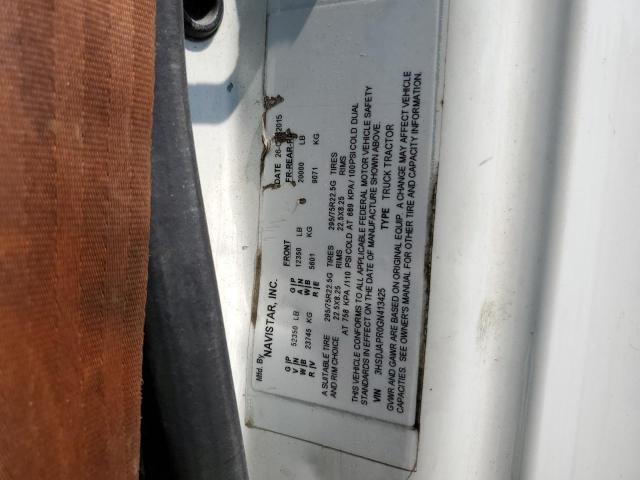 Mfd. By NAVISTAR, INC. DATE 2015
G|P FRONT FR-REAR-
V|N 52350 LB G|P 12350 LB 20000 LB
W|B A|N
R|V 23745 KG W|B 5601 KG 9071 KG
R|E
A SUITABLE TIRE 295/75R22.5G TIRES 295/75R22.5G TIRES
AND RIM CHOICE 22.5X8.25 RIMS 22.5X8.25 RIMS
AT 758 KPA/110 PSI COLD AT 689 KPA/100PSI COLD DUAL
THIS VEHICLE CONFORMS TO ALL APPLICABLE FEDERAL MOTOR VEHICLE SAFETY
STANDARDS IN EFFECT ON THE DATE OF MANUFACTURE SHOWN ABOVE.
VIN 3HSDJAPR0GN413425 TYPE TRUCK TRACTOR
GVWR AND GAWR ARE BASED ON ORIGINAL EQUIP. A CHANGE MAY AFFECT VEHICLE
CAPACITIES. SEE OWNER'S MANUAL FOR OTHER TIRE AND CAPACITY INFORMATION.